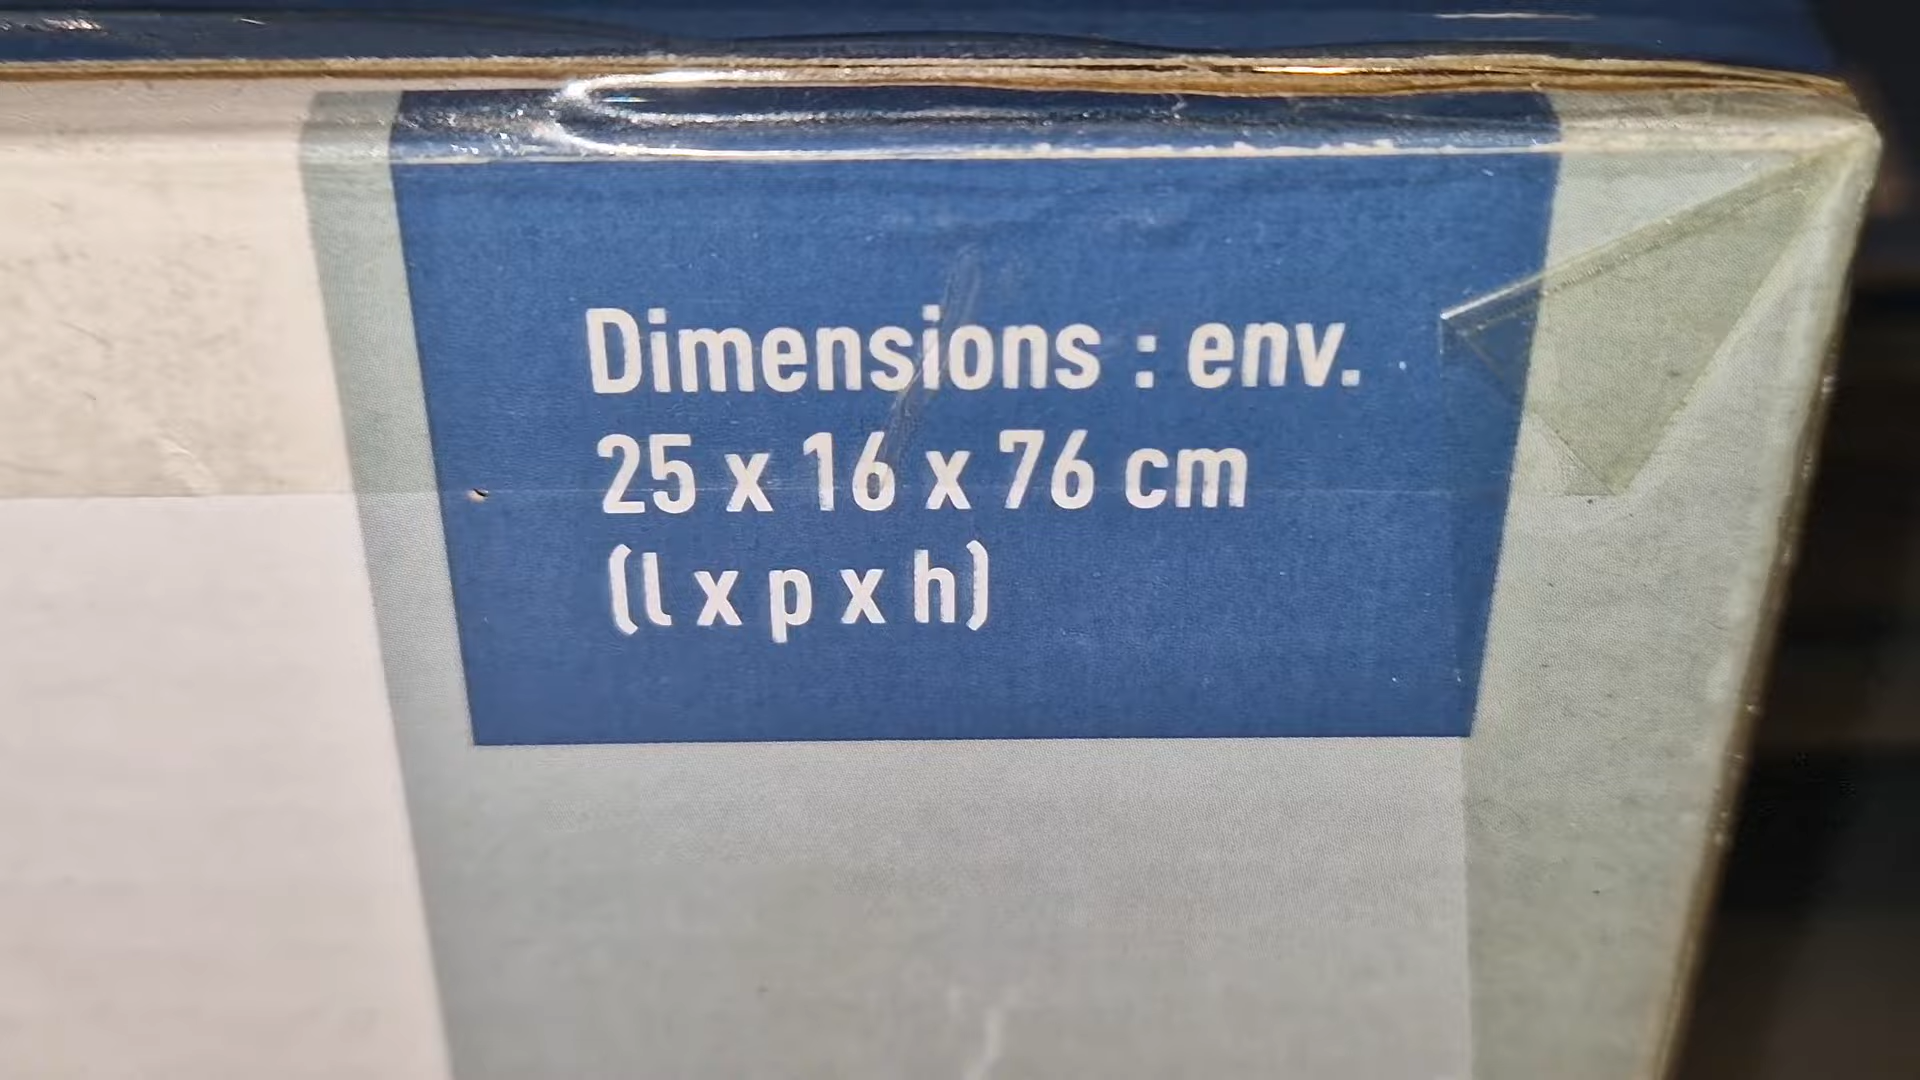 Dimensions : env.
25 x 16 x 76 cm
(l x p x h)